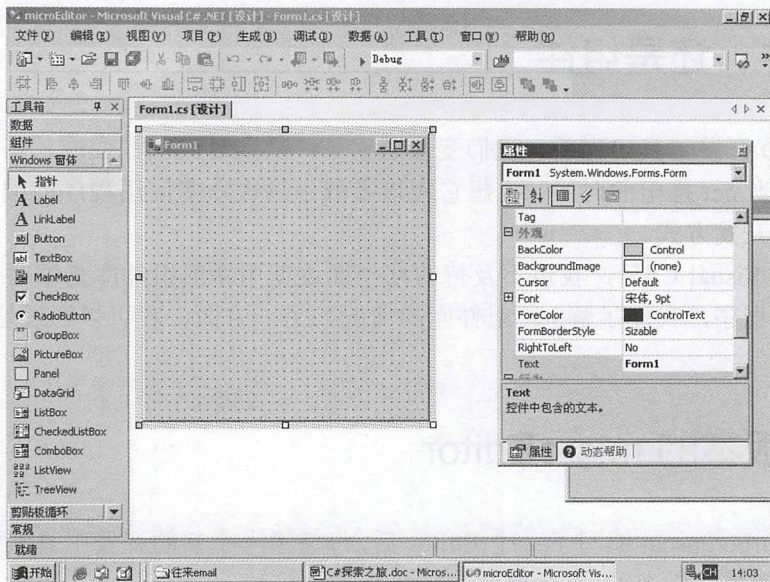 microEditor - Microsoft Visual C# .NET [设计] - Form1.cs [设计]
文件(F) 编辑(E) 视图(V) 项目(P) 生成(B) 调试(D) 数据(A) 工具(T) 窗口(W) 帮助(H)
Debug
工具箱
数据
组件
Windows 窗体
指针
A Label
A LinkLabel
ab Button
abl TextBox
MainMenu
CheckBox
RadioButton
GroupBox
PictureBox
Panel
DataGrid
ListBox
CheckedListBox
ComboBox
ListView
TreeView
剪贴板循环
常规
Form1.cs [设计]
Form1
属性
Form1 System.Windows.Forms.Form
Tag
外观
BackColor Control
BackgroundImage (none)
Cursor Default
Font 宋体, 9pt
ForeColor ControlText
FormBorderStyle Sizable
RightToLeft No
Text Form1
Text
控件中包含的文本。
属性 动态帮助
就绪
开始 往来email C#探索之旅.doc - Micros... microEditor - Microsoft Vis... CH 14:03